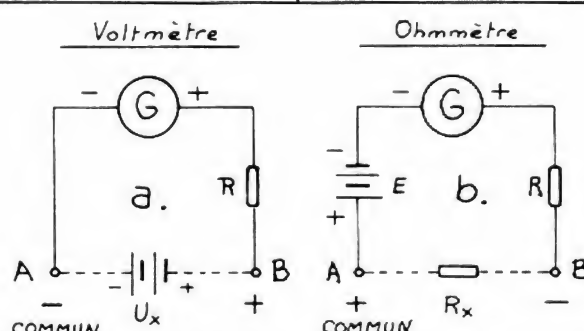 Voltmètre
Ohmmètre
− G +
− G +
R
− E +
R
a.
b.
A
− +
B
A
B
− Ux +
+ Rx −
COMMUN
COMMUN